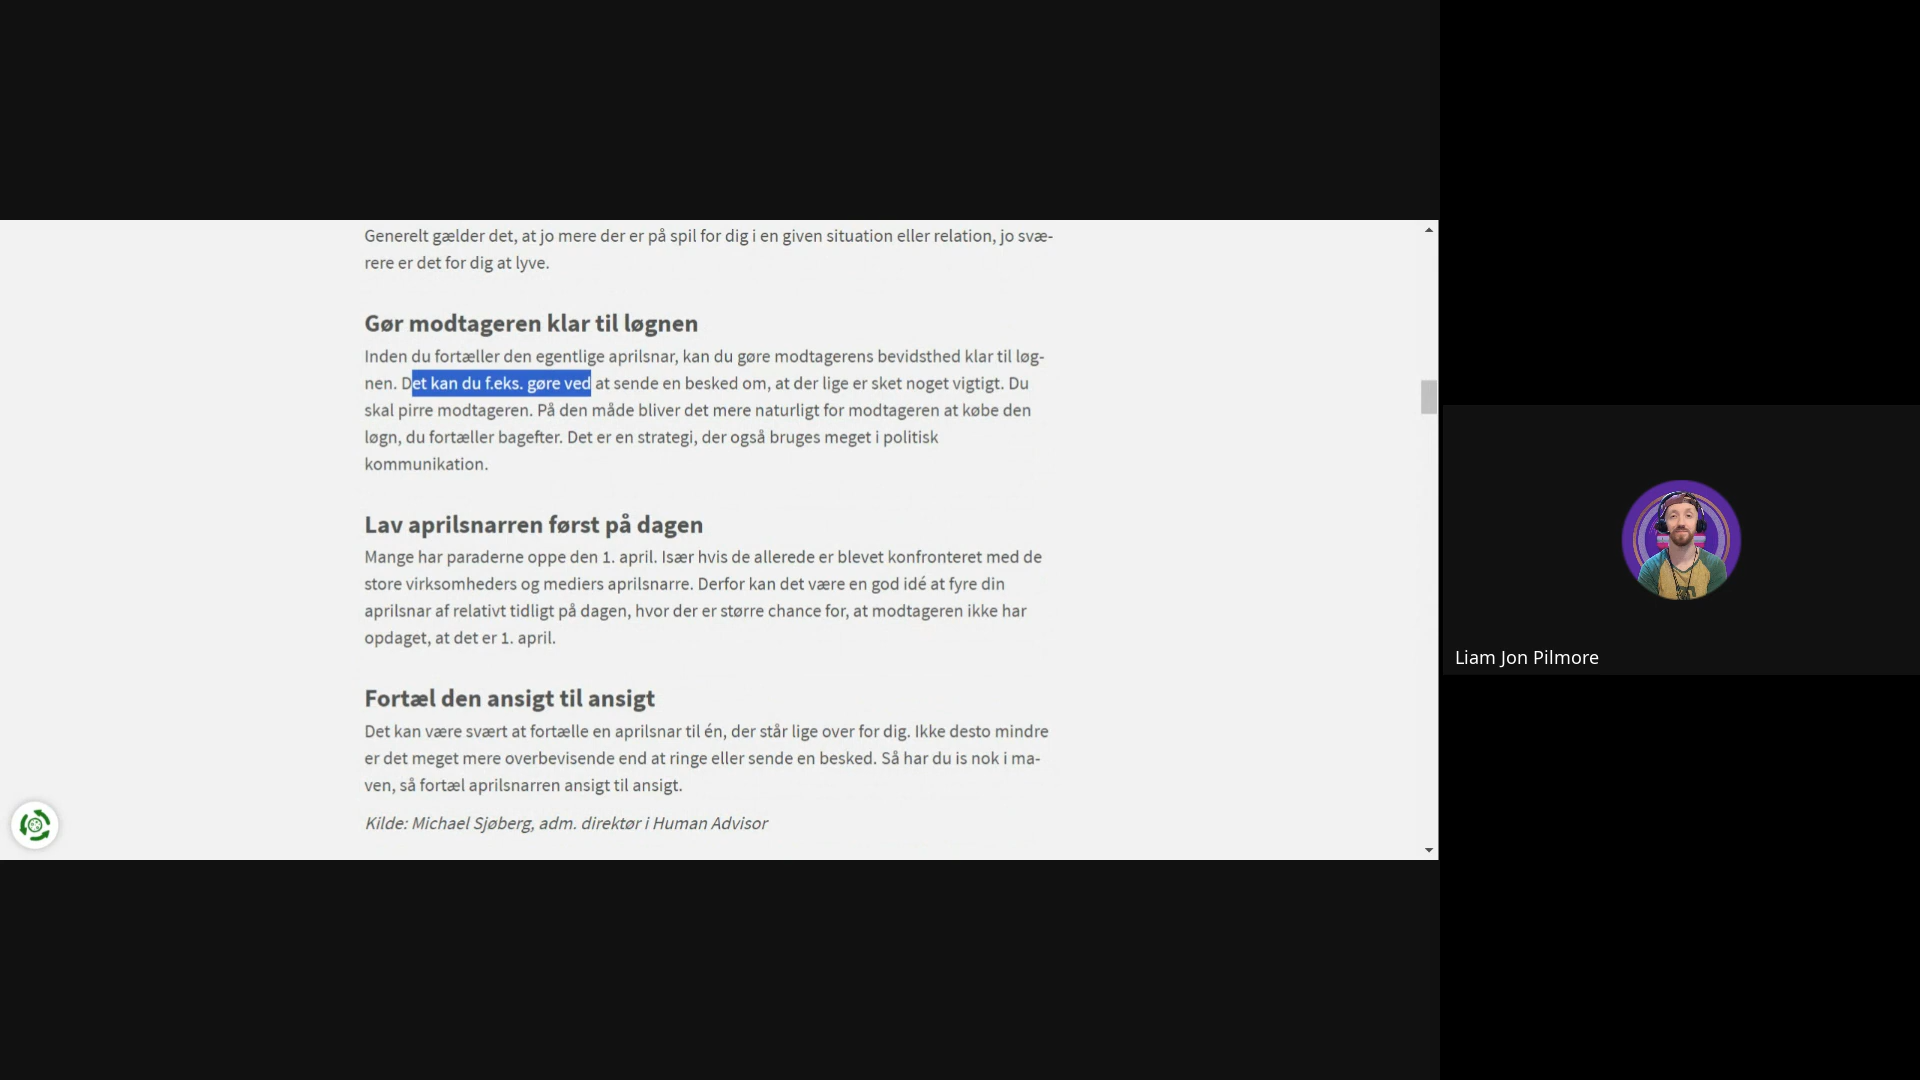 Generelt gælder det, at jo mere der er på spil for dig i en given situation eller relation, jo svæ-
rere er det for dig at lyve.
Gør modtageren klar til løgnen
Inden du fortæller den egentlige aprilsnar, kan du gøre modtagerens bevidsthed klar til løg-
nen. Det kan du f.eks. gøre ved at sende en besked om, at der lige er sket noget vigtigt. Du
skal pirre modtageren. På den måde bliver det mere naturligt for modtageren at købe den
løgn, du fortæller bagefter. Det er en strategi, der også bruges meget i politisk
kommunikation.
Lav aprilsnarren først på dagen
Mange har paraderne oppe den 1. april. Især hvis de allerede er blevet konfronteret med de
store virksomheders og mediers aprilsnarre. Derfor kan det være en god idé at fyre din
aprilsnar af relativt tidligt på dagen, hvor der er større chance for, at modtageren ikke har
opdaget, at det er 1. april.
Fortæl den ansigt til ansigt
Det kan være svært at fortælle en aprilsnar til én, der står lige over for dig. Ikke desto mindre
er det meget mere overbevisende end at ringe eller sende en besked. Så har du is nok i ma-
ven, så fortæl aprilsnarren ansigt til ansigt.
Kilde: Michael Sjøberg, adm. direktør i Human Advisor
Liam Jon Pilmore